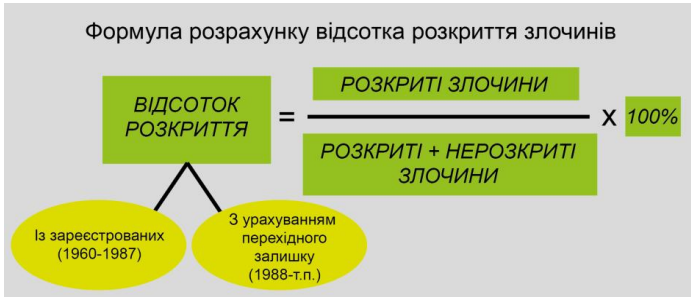 Формула розрахунку відсотка розкриття злочинів
ВІДСОТОК
РОЗКРИТТЯ
=
РОЗКРИТІ ЗЛОЧИНИ
РОЗКРИТІ + НЕРОЗКРИТІ
ЗЛОЧИНИ
х 100%
Із зареєстрованих
(1960-1987)
З урахуванням
перехідного
залишку
(1988-т.п.)